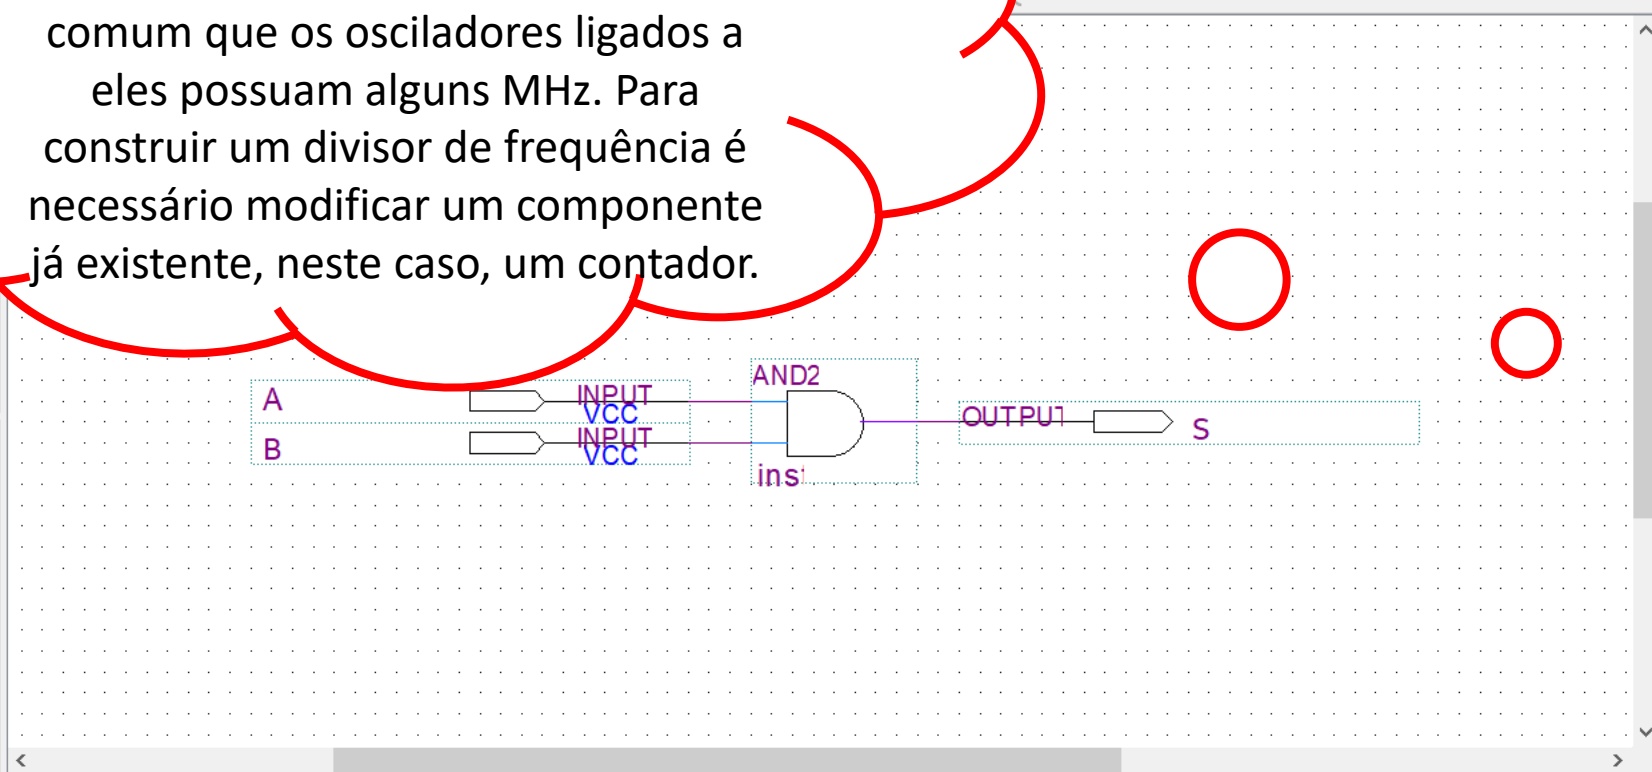 comum que os osciladores ligados a
eles possuam alguns MHz. Para
construir um divisor de frequência é
necessário modificar um componente
já existente, neste caso, um contador.
A
INPUT
VCC
B
INPUT
VCC
AND2
inst
OUTPUT
S